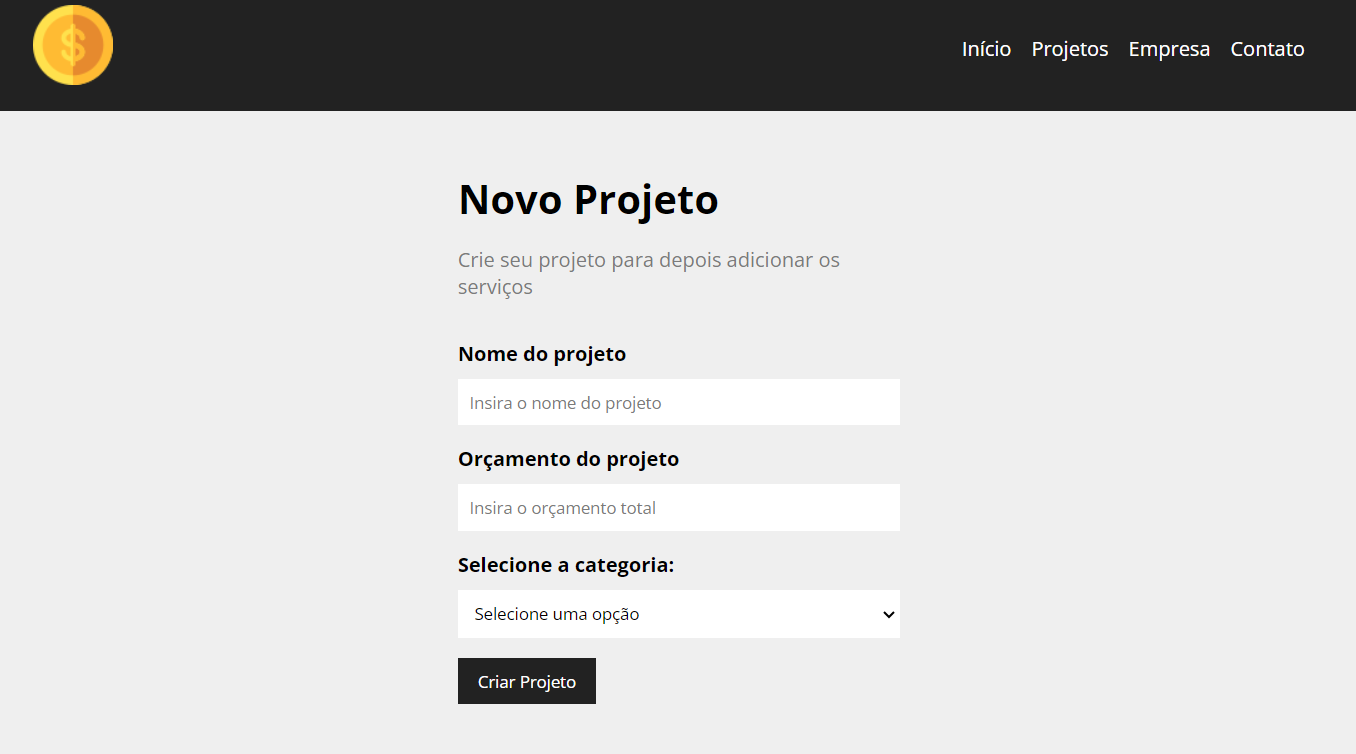 $
Início Projetos Empresa Contato
Novo Projeto
Crie seu projeto para depois adicionar os
serviços
Nome do projeto
Insira o nome do projeto
Orçamento do projeto
Insira o orçamento total
Selecione a categoria:
Selecione uma opção
Criar Projeto